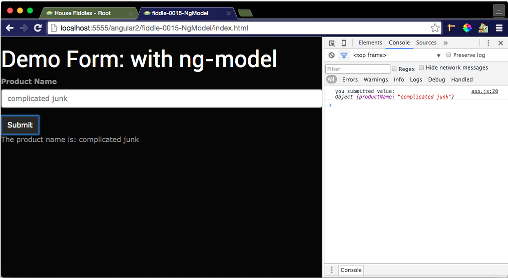 House Fiddles - Root
fiddle-0015-NgModel
localhost:5555/angular2/fiddle-0015-NgModel/index.html
Demo Form: with ng-model
Product Name
complicated junk
Submit
The product name is: complicated junk
Elements Console Sources »
<top frame> Preserve log
Filter Regex Hide network messages
All Errors Warnings Info Logs Debug Handled
you submitted value: app.js:20
Object {productName: "complicated junk"}
Console